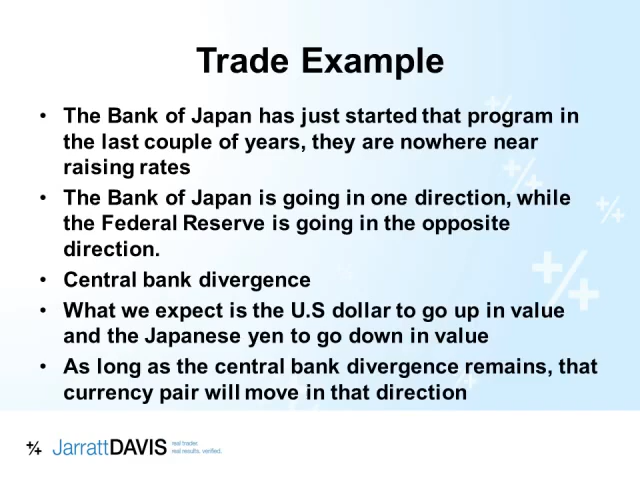 Trade Example
• The Bank of Japan has just started that program in
the last couple of years, they are nowhere near
raising rates
• The Bank of Japan is going in one direction, while
the Federal Reserve is going in the opposite
direction.
• Central bank divergence
• What we expect is the U.S dollar to go up in value
and the Japanese yen to go down in value
• As long as the central bank divergence remains, that
currency pair will move in that direction
+/+ JarrattDAVIS
real trades
real results. verified.